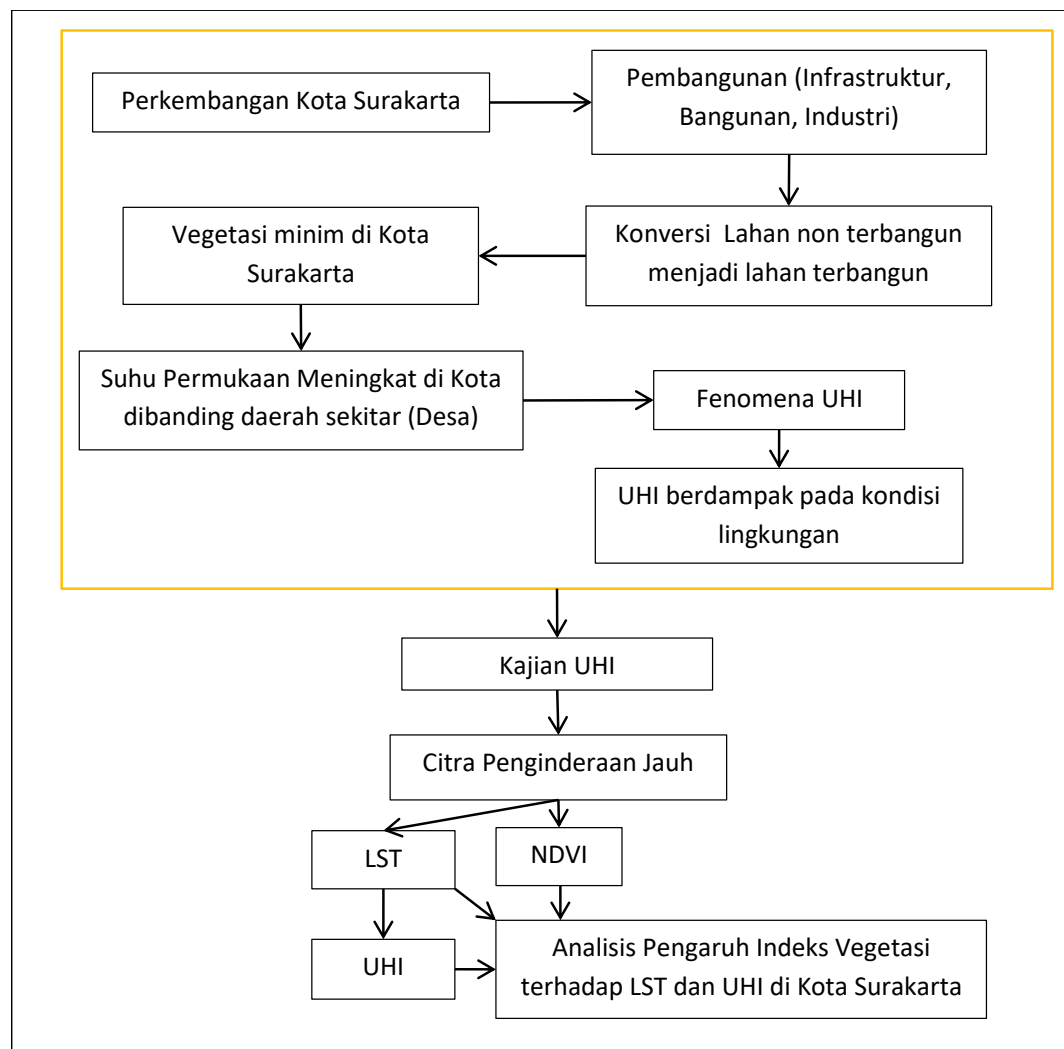 Perkembangan Kota Surakarta
Pembangunan (Infrastruktur,
Bangunan, Industri)
Konversi Lahan non terbangun
menjadi lahan terbangun
Vegetasi minim di Kota
Surakarta
Suhu Permukaan Meningkat di Kota
dibanding daerah sekitar (Desa)
Fenomena UHI
UHI berdampak pada kondisi
lingkungan
Kajian UHI
Citra Penginderaan Jauh
LST
NDVI
UHI
Analisis Pengaruh Indeks Vegetasi
terhadap LST dan UHI di Kota Surakarta